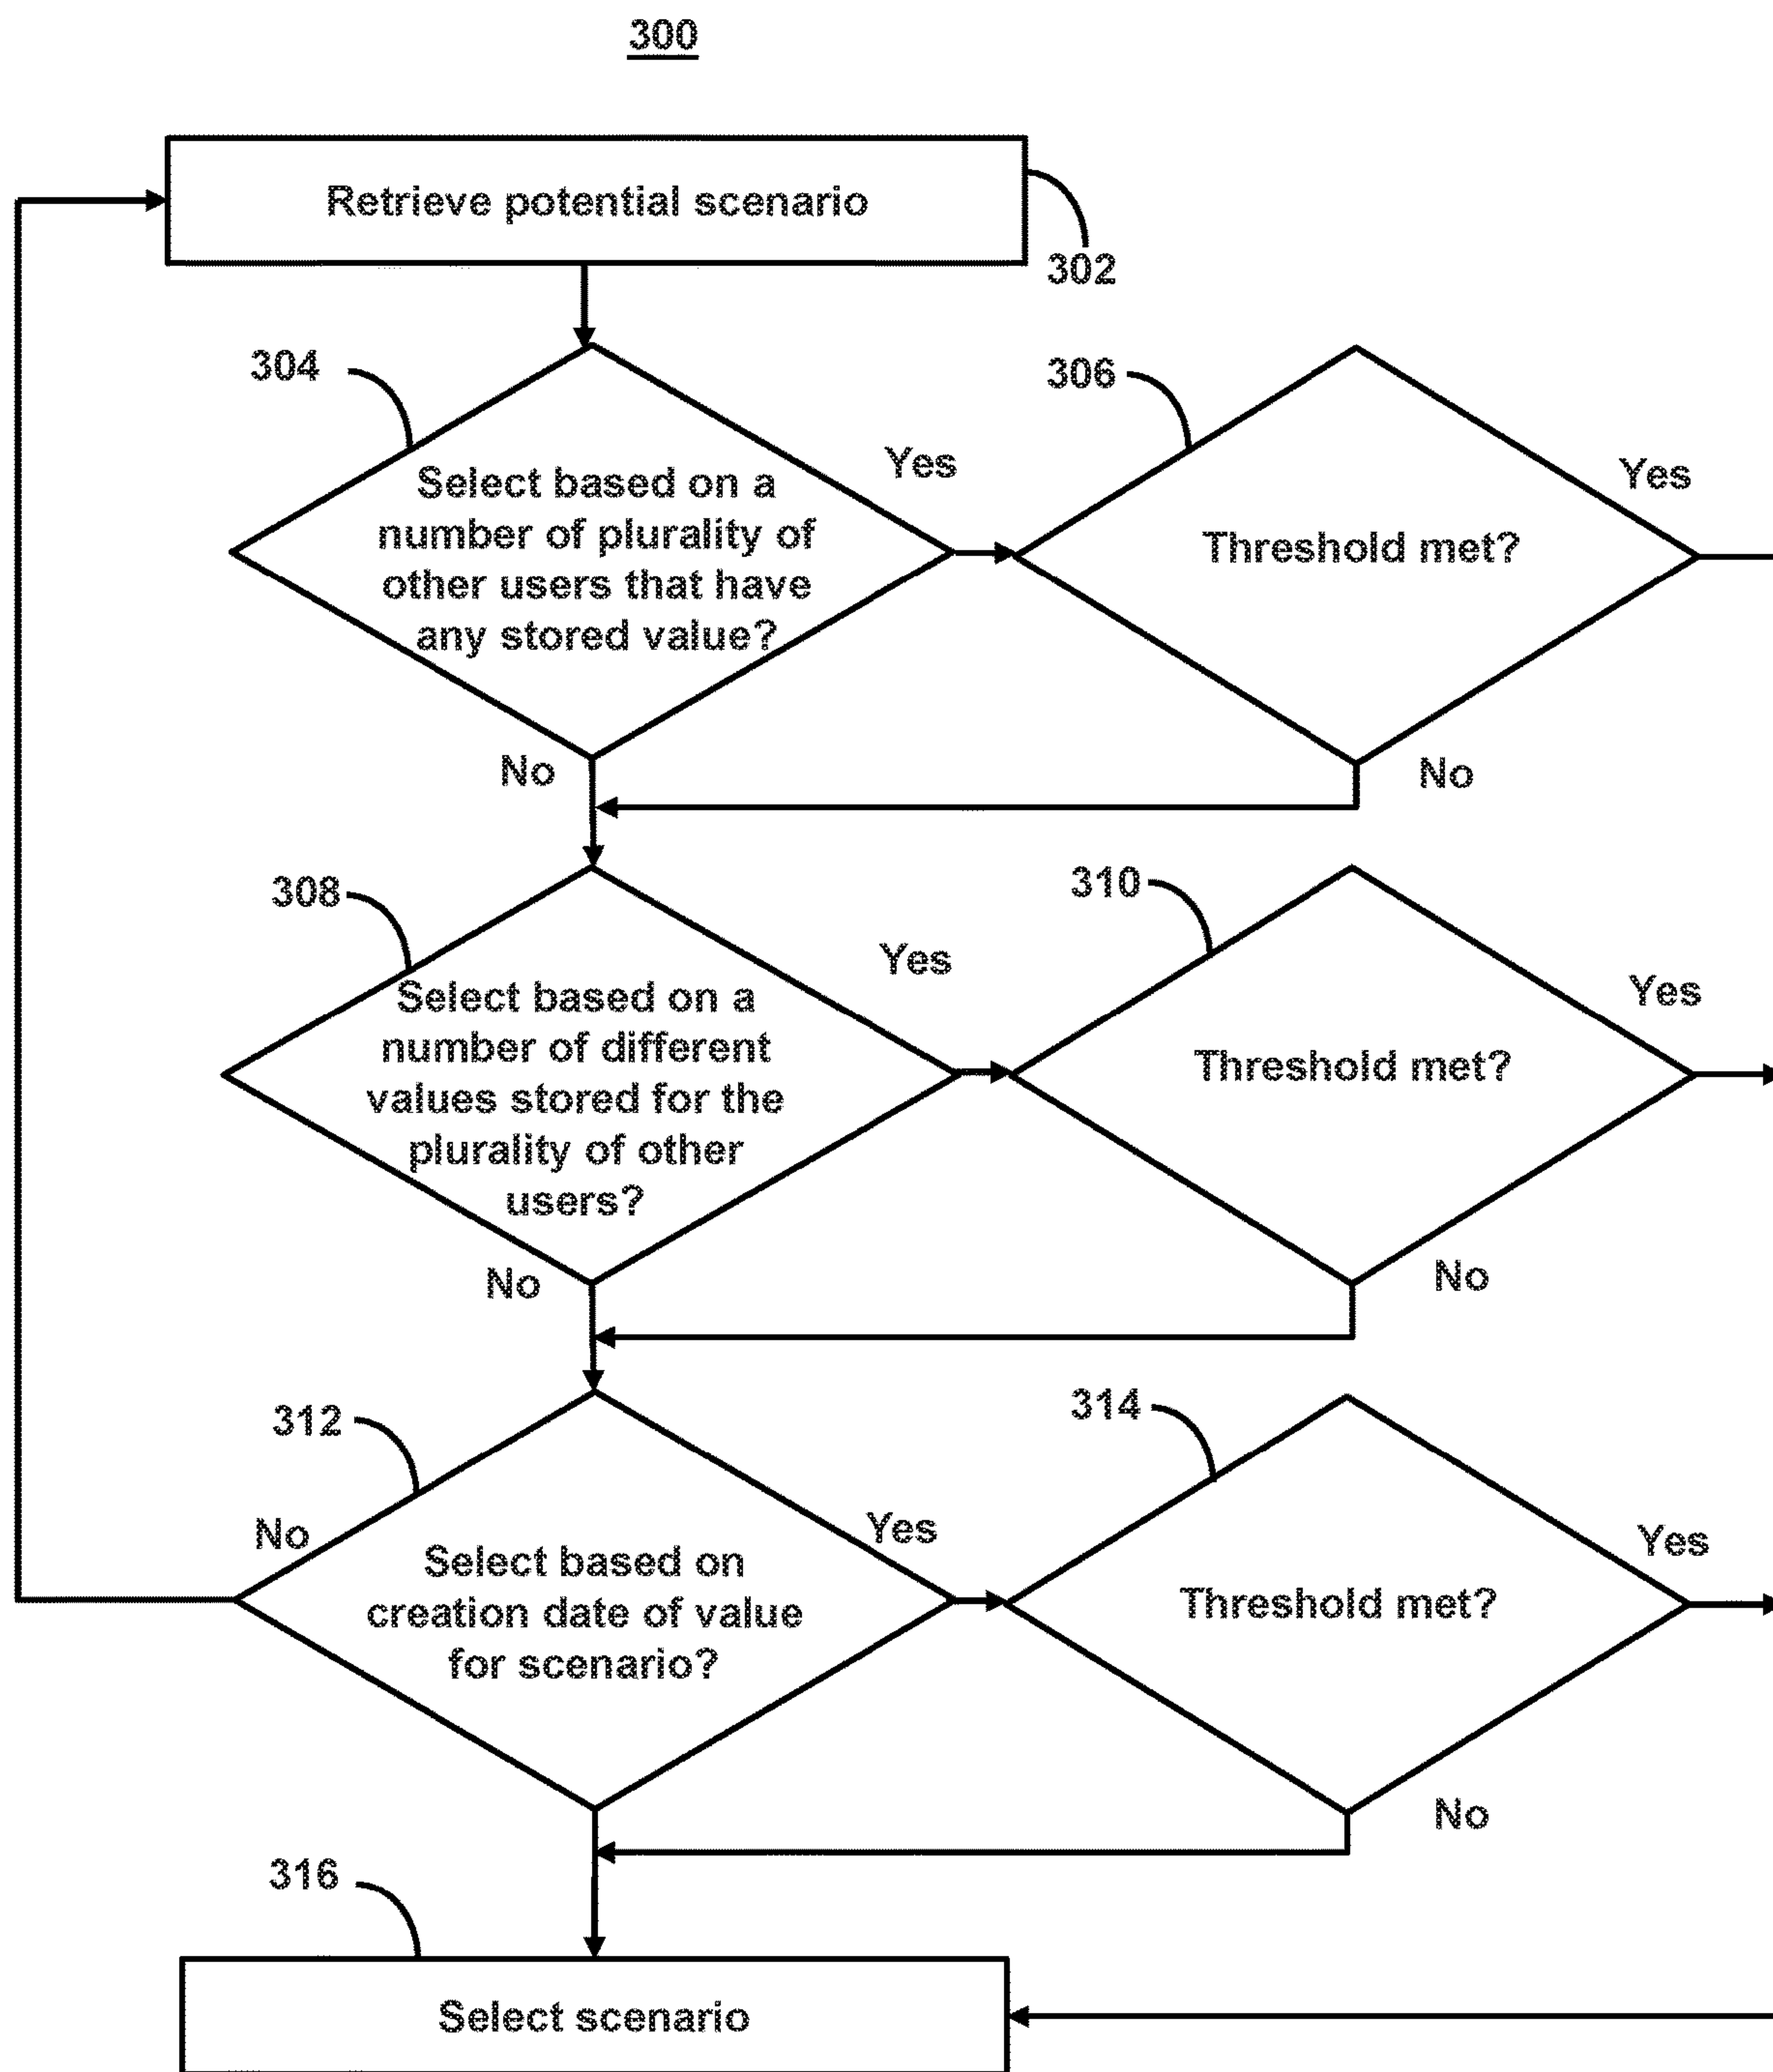 300
Retrieve potential scenario
302
304
306
Select based on a
number of plurality of
other users that have
any stored value?
Yes
Threshold met?
Yes
No
No
308
310
Select based on a
number of different
values stored for the
plurality of other
users?
Yes
Threshold met?
Yes
No
No
312
314
No
Select based on
creation date of value
for scenario?
Yes
Threshold met?
Yes
No
316
Select scenario